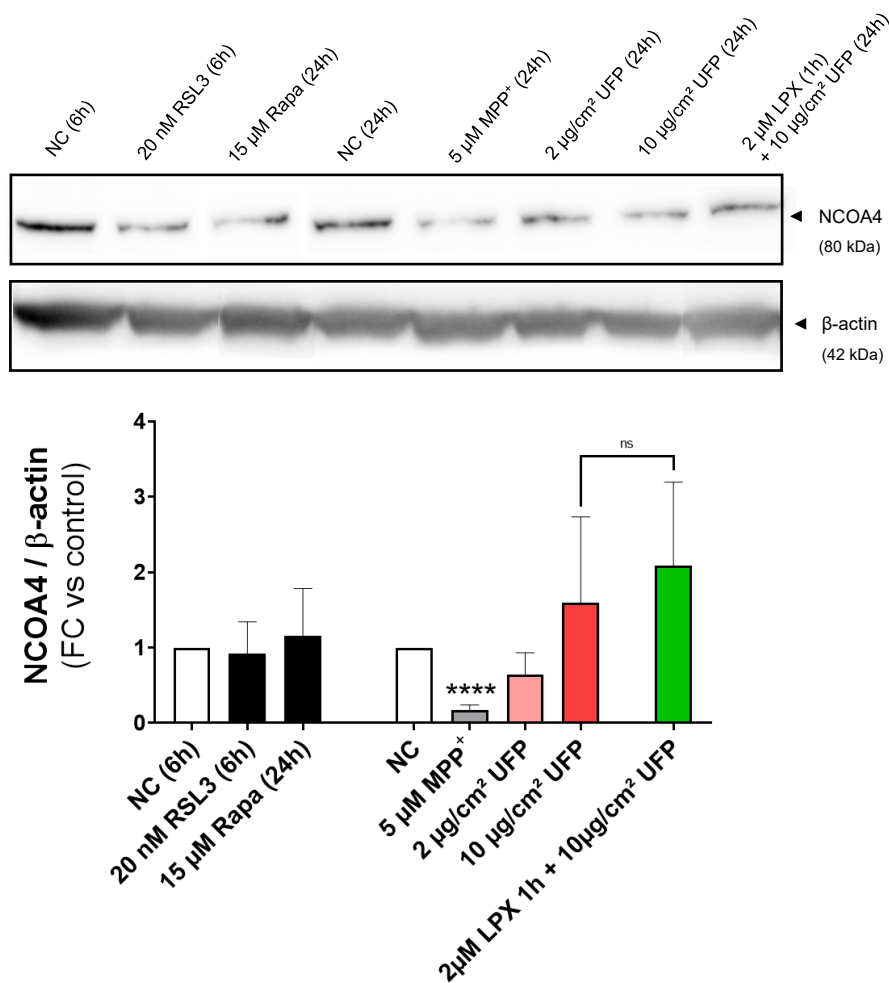 NC (6h)
20 nM RSL3 (6h)
15 µM Rapa (24h)
NC (24h)
5 µM MPP⁺ (24h)
2 µg/cm² UFP (24h)
10 µg/cm² UFP (24h)
2 µM LPX (1h)
+ 10 µg/cm² UFP (24h)
NCOA4
(80 kDa)
β-actin
(42 kDa)
NCOA4 / β-actin
(FC vs control)
4
3
2
1
0
ns
****
NC (6h)
20 nM RSL3 (6h)
15 µM Rapa (24h)
NC
5 µM MPP⁺
2 µg/cm² UFP
10 µg/cm² UFP
2µM LPX 1h + 10µg/cm² UFP